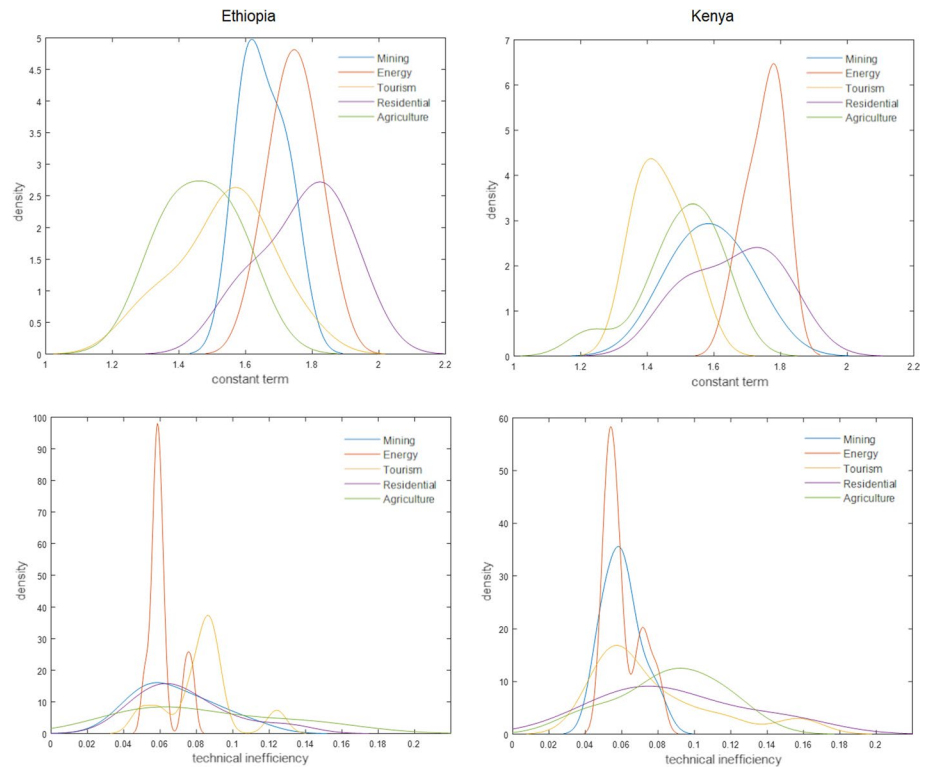 Ethiopia
Kenya
5
4.5
4
3.5
3
2.5
2
1.5
1
0.5
0
density
Mining
Energy
Tourism
Residential
Agriculture
1 1.2 1.4 1.6 1.8 2 2.2
constant term
7
6
5
4
3
2
1
0
density
Mining
Energy
Tourism
Residential
Agriculture
1 1.2 1.4 1.6 1.8 2 2.2
constant term
100
90
80
70
60
50
40
30
20
10
0
density
Mining
Energy
Tourism
Residential
Agriculture
0 0.02 0.04 0.06 0.08 0.1 0.12 0.14 0.16 0.18 0.2
technical inefficiency
60
50
40
30
20
10
0
density
Mining
Energy
Tourism
Residential
Agriculture
0 0.02 0.04 0.06 0.08 0.1 0.12 0.14 0.16 0.18 0.2
technical inefficiency